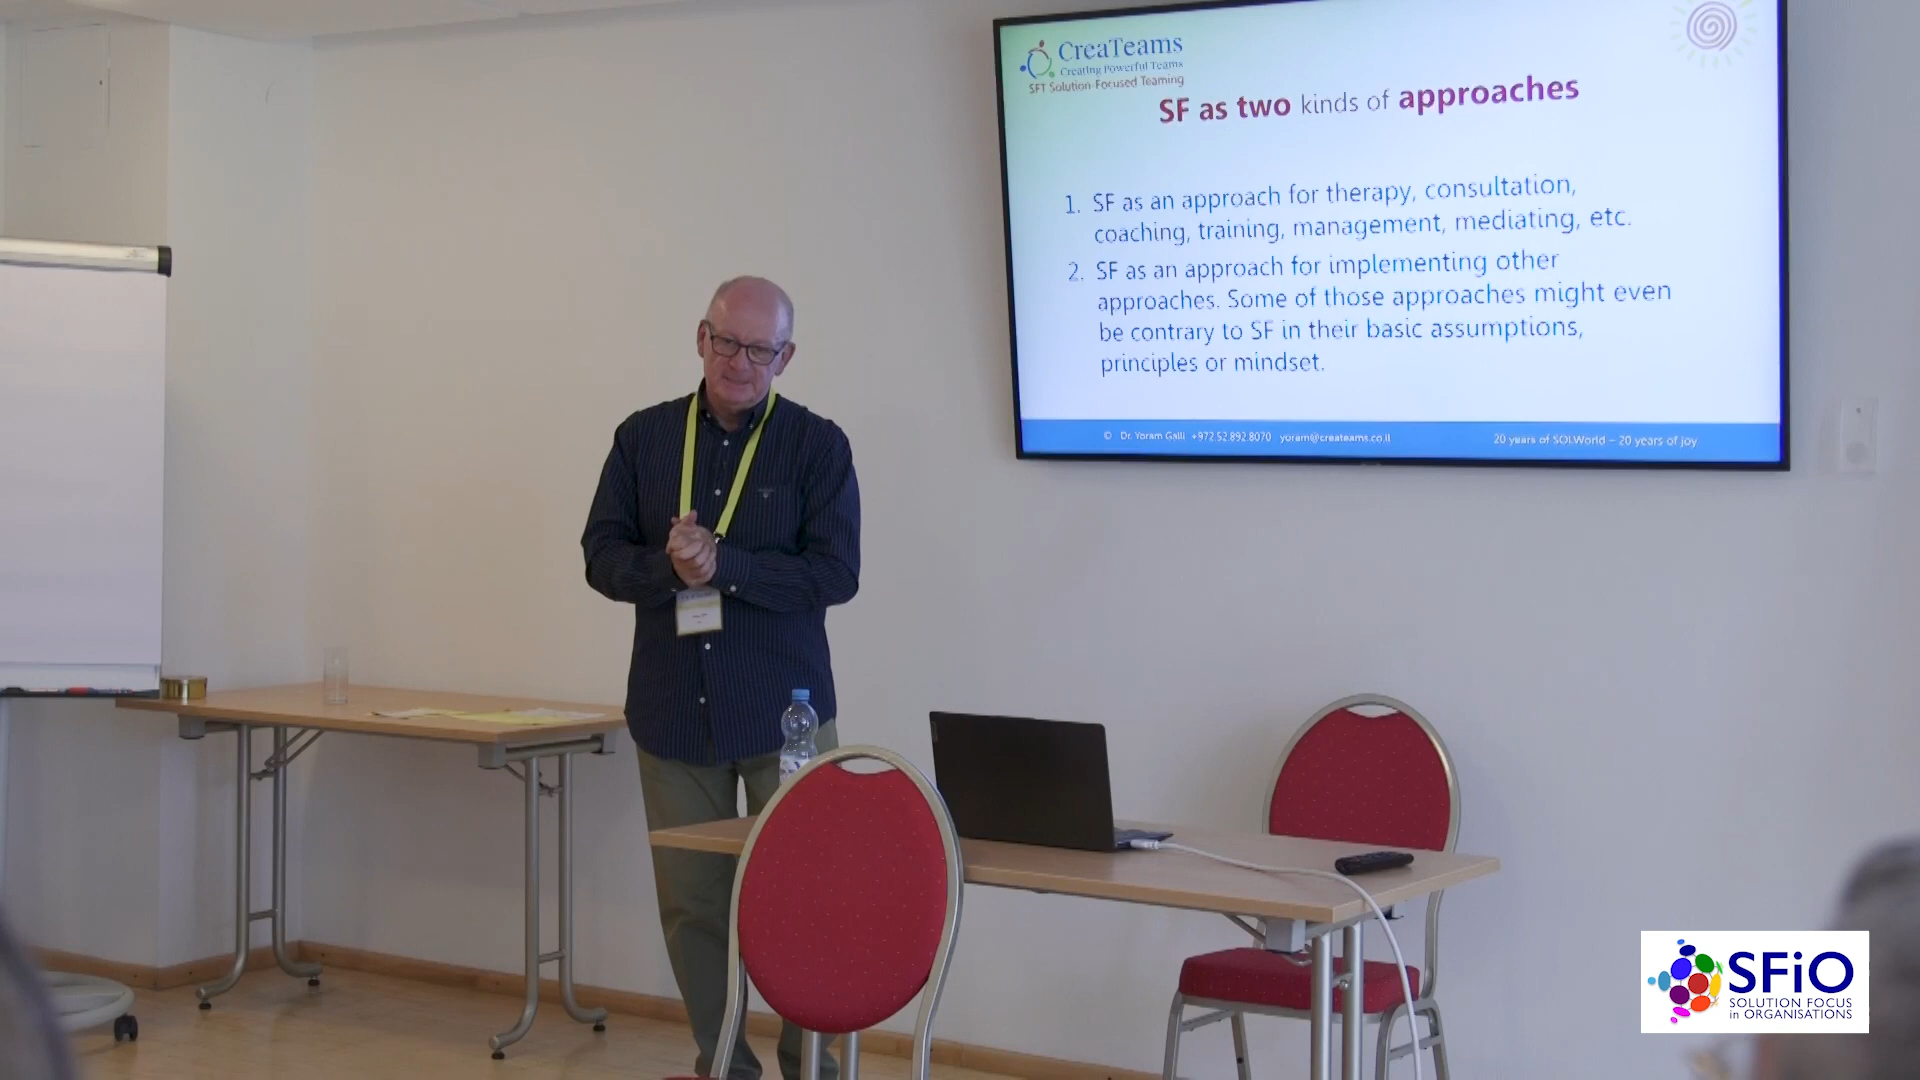 CreaTeams
Creating Powerful Teams
SFT Solution-Focused Teaming
SF as two kinds of approaches
1. SF as an approach for therapy, consultation,
coaching, training, management, mediating, etc.
2. SF as an approach for implementing other
approaches. Some of those approaches might even
be contrary to SF in their basic assumptions,
principles or mindset.
© Dr. Yoram Galli +972.52.892.8070 yoram@createams.co.il
20 years of SOLWorld – 20 years of joy
SFiO
SOLUTION FOCUS
in ORGANISATIONS